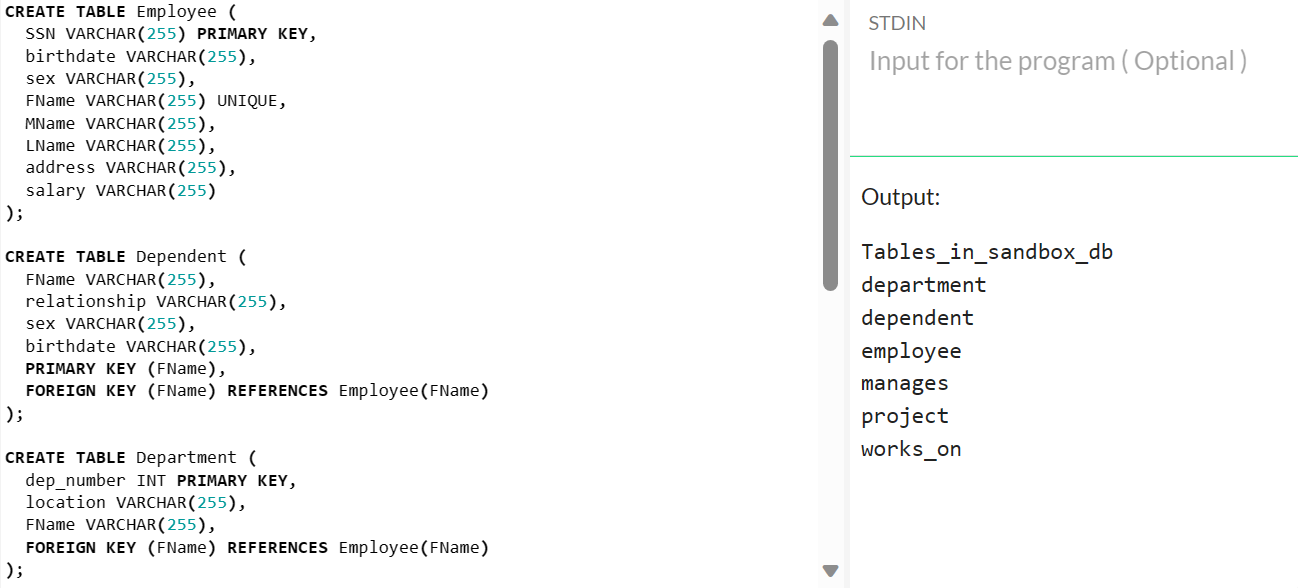 CREATE TABLE Employee (
  SSN VARCHAR(255) PRIMARY KEY,
  birthdate VARCHAR(255),
  sex VARCHAR(255),
  FName VARCHAR(255) UNIQUE,
  MName VARCHAR(255),
  LName VARCHAR(255),
  address VARCHAR(255),
  salary VARCHAR(255)
);

CREATE TABLE Dependent (
  FName VARCHAR(255),
  relationship VARCHAR(255),
  sex VARCHAR(255),
  birthdate VARCHAR(255),
  PRIMARY KEY (FName),
  FOREIGN KEY (FName) REFERENCES Employee(FName)
);

CREATE TABLE Department (
  dep_number INT PRIMARY KEY,
  location VARCHAR(255),
  FName VARCHAR(255),
  FOREIGN KEY (FName) REFERENCES Employee(FName)
);
STDIN
Input for the program ( Optional )
Output:
Tables_in_sandbox_db
department
dependent
employee
manages
project
works_on